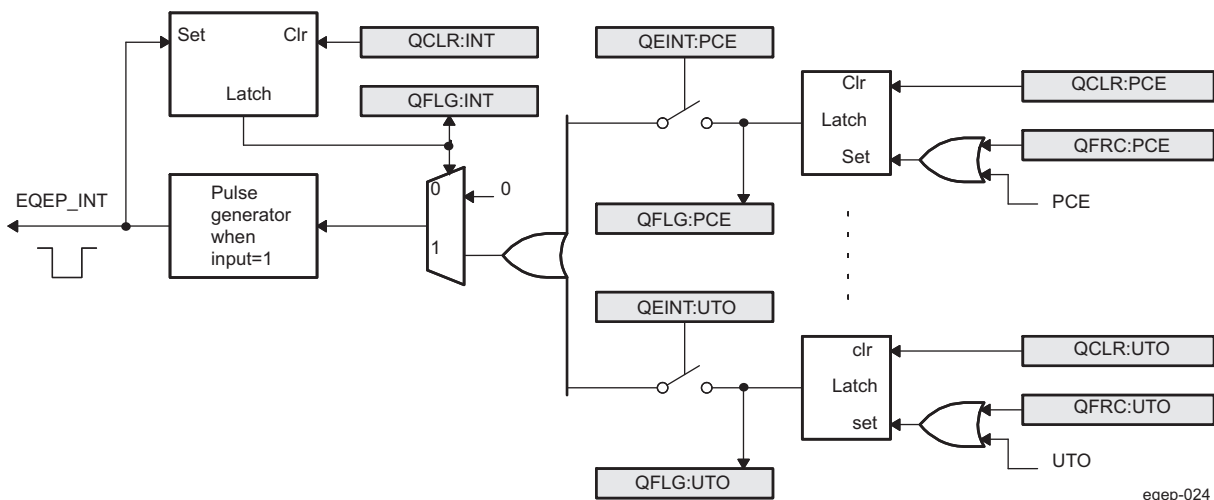 Set
Clr
Latch
QCLR:INT
QFLG:INT
EQEP_INT
Pulse
generator
when
input=1
0
0
1
QEINT:PCE
QFLG:PCE
Clr
Latch
Set
QCLR:PCE
QFRC:PCE
PCE
QEINT:UTO
QFLG:UTO
clr
Latch
set
QCLR:UTO
QFRC:UTO
UTO
eqep-024